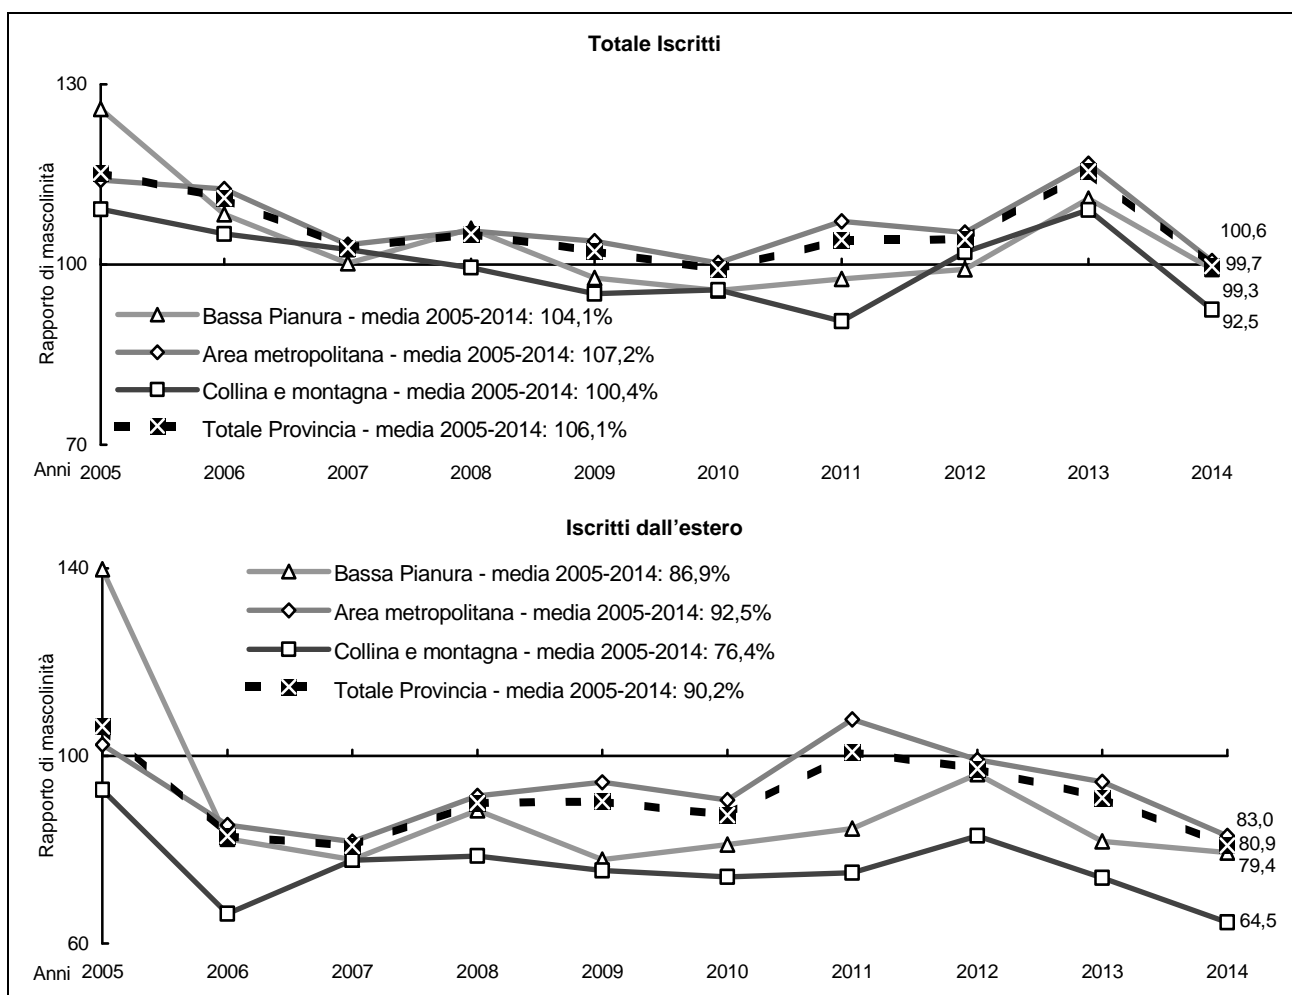 Totale Iscritti
130
100
70
Rapporto di mascolinità
100,6
99,7
99,3
92,5
Bassa Pianura - media 2005-2014: 104,1%
Area metropolitana - media 2005-2014: 107,2%
Collina e montagna - media 2005-2014: 100,4%
Totale Provincia - media 2005-2014: 106,1%
Anni 2005 2006 2007 2008 2009 2010 2011 2012 2013 2014
Iscritti dall'estero
140
100
60
Rapporto di mascolinità
Bassa Pianura - media 2005-2014: 86,9%
Area metropolitana - media 2005-2014: 92,5%
Collina e montagna - media 2005-2014: 76,4%
Totale Provincia - media 2005-2014: 90,2%
83,0
80,9
79,4
64,5
Anni 2005 2006 2007 2008 2009 2010 2011 2012 2013 2014